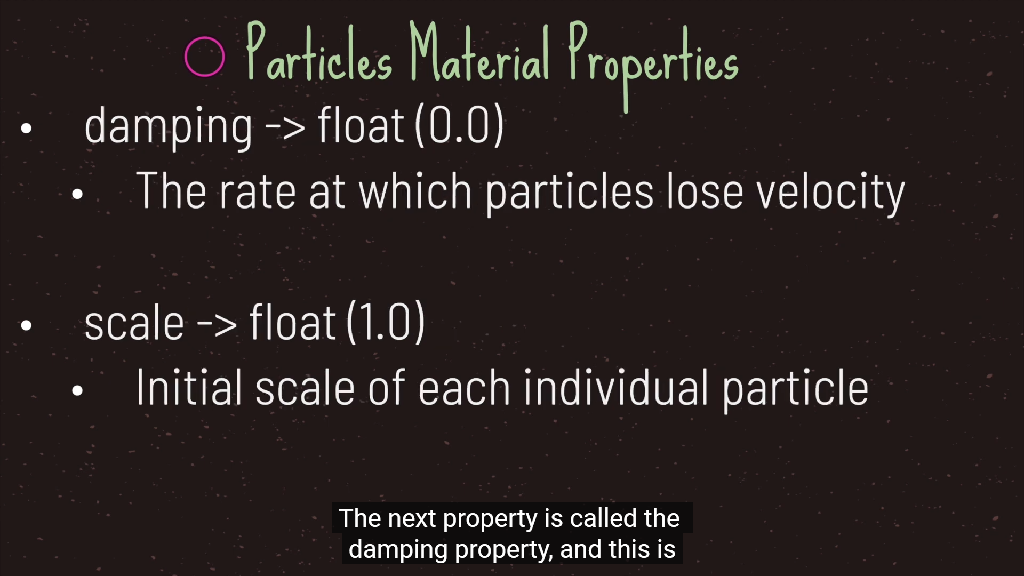 Particles Material Properties
• damping -> float (0.0)
• The rate at which particles lose velocity
• scale -> float (1.0)
• Initial scale of each individual particle
The next property is called the
damping property, and this is